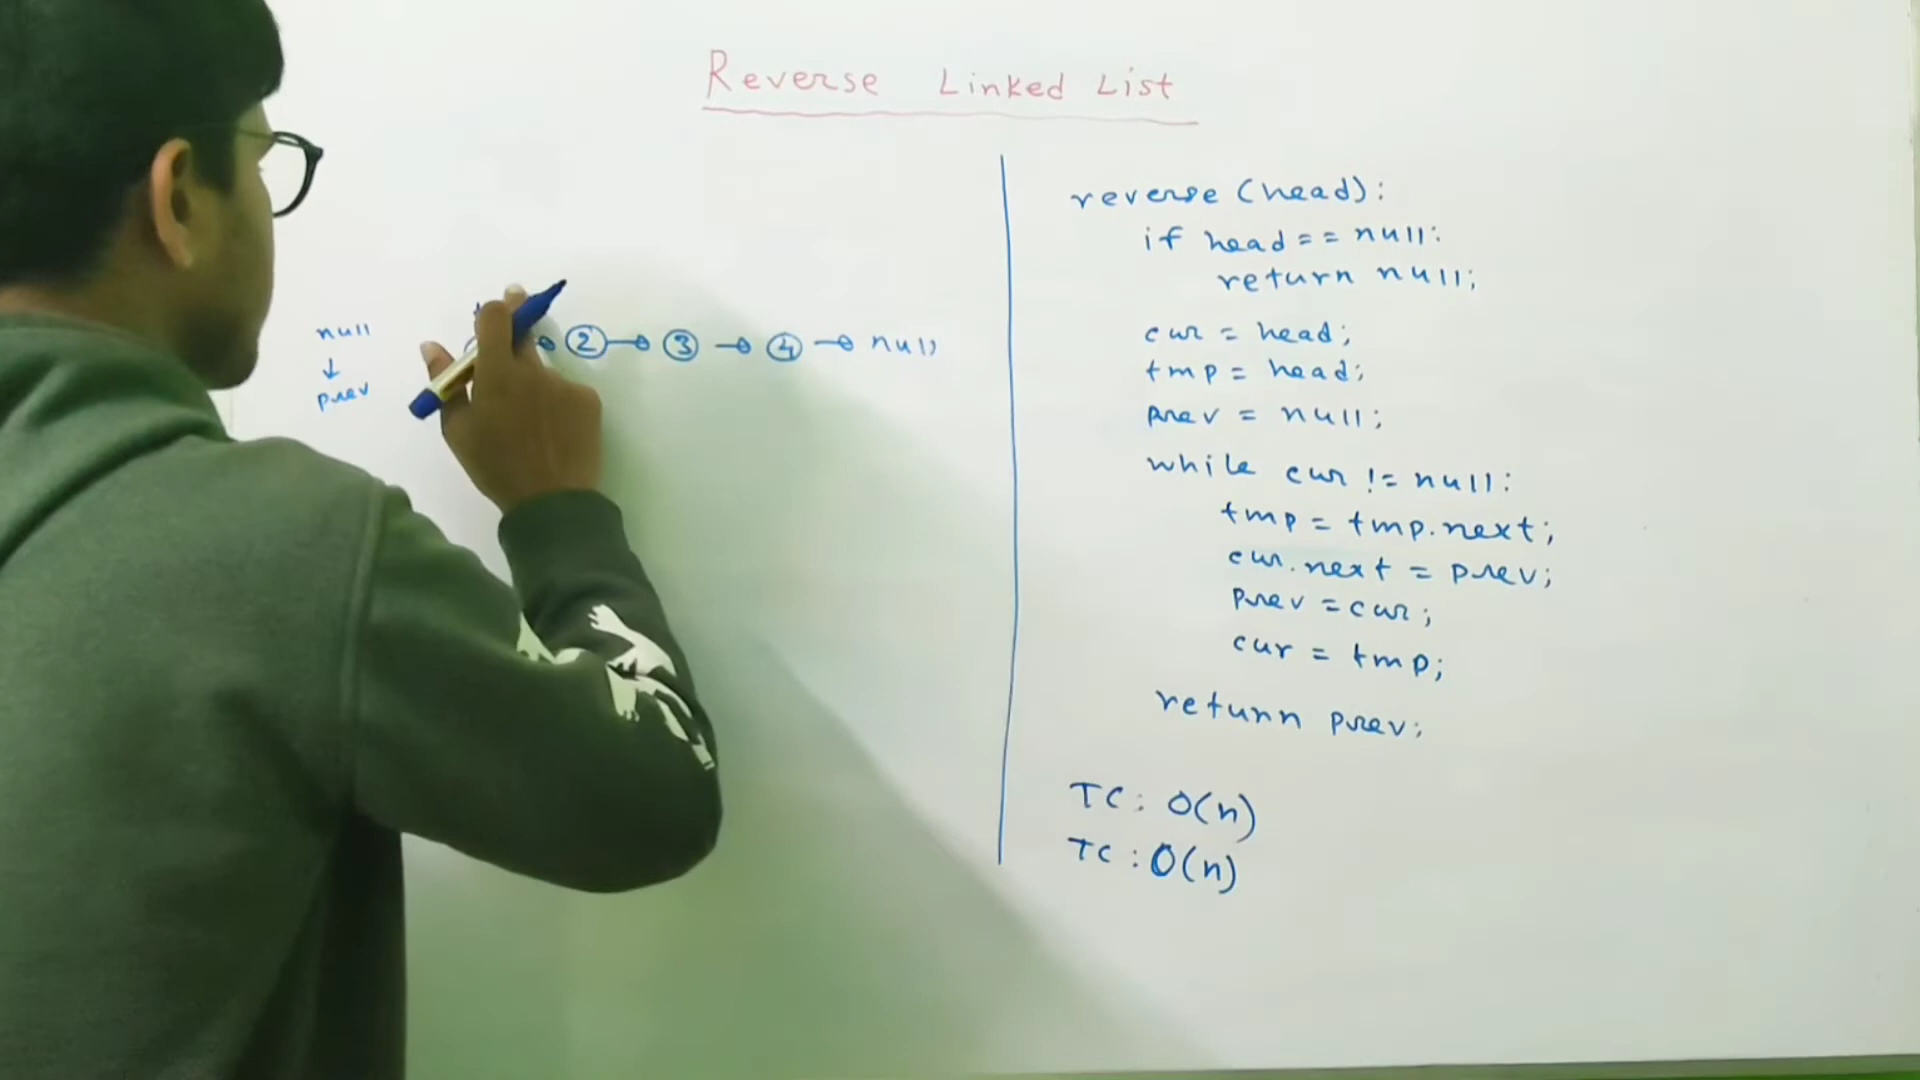 Reverse Linked List
null
↓
prev
2 → 3 → 4 → null
reverse (head):
if head == null:
return null;
cur = head;
tmp = head;
prev = null;
while cur != null:
tmp = tmp.next;
cur.next = prev;
prev = cur;
cur = tmp;
return prev;
TC: O(n)
TC: O(n)